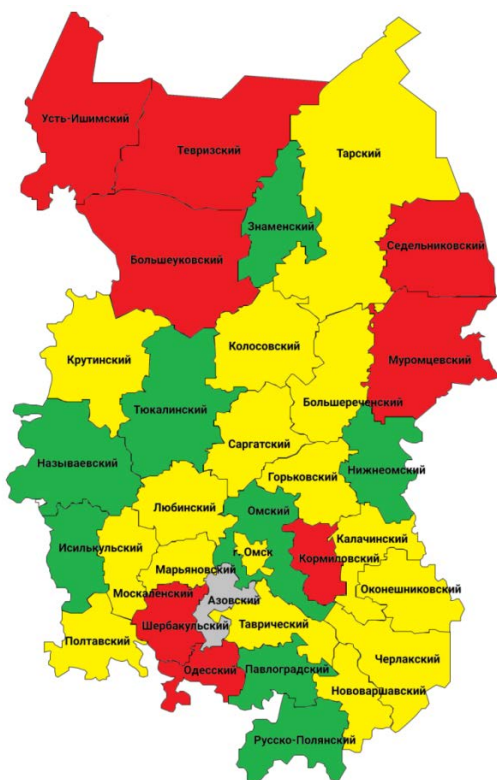 Усть-Ишимский
Тевризский
Тарский
Знаменский
Седельниковский
Большеуковский
Колосовский
Крутинский
Муромцевский
Большереченский
Тюкалинский
Саргатский
Называевский
Горьковский
Нижнеомский
Любинский
Омский
Исилькульский
Калачинский
г. Омск
Кормиловский
Марьяновский
Оконешниковский
Москаленский
Азовский
Шербакульский
Таврический
Полтавский
Черлакский
Одесский
Павлоградский
Нововаршавский
Русско-Полянский